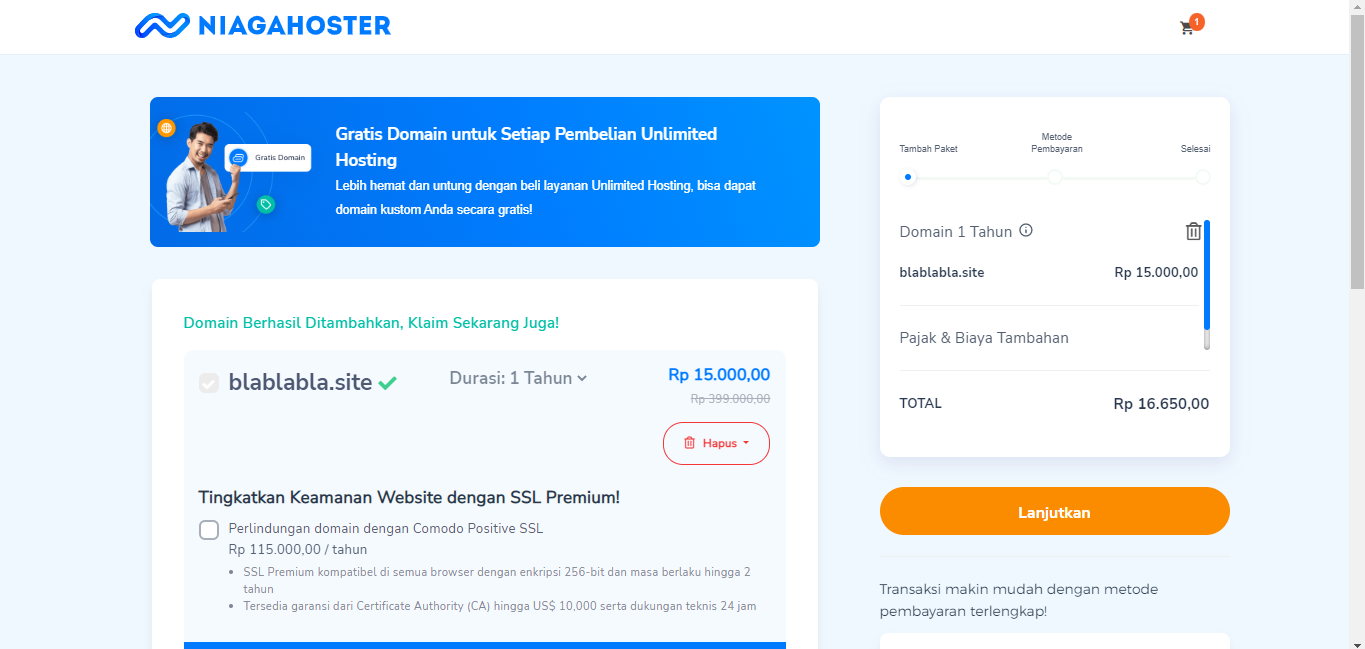 NIAGAHOSTER
1
Gratis Domain untuk Setiap Pembelian Unlimited
Hosting
Gratis Domain
Lebih hemat dan untung dengan beli layanan Unlimited Hosting, bisa dapat
domain kustom Anda secara gratis!
Domain Berhasil Ditambahkan, Klaim Sekarang Juga!
blablabla.site
Durasi: 1 Tahun
Rp 15.000,00
Rp 399.000,00
Hapus
Tingkatkan Keamanan Website dengan SSL Premium!
Perlindungan domain dengan Comodo Positive SSL
Rp 115.000,00 / tahun
• SSL Premium kompatibel di semua browser dengan enkripsi 256-bit dan masa berlaku hingga 2
tahun
• Tersedia garansi dari Certificate Authority (CA) hingga US$ 10,000 serta dukungan teknis 24 jam
Tambah Paket
Metode
Pembayaran
Selesai
Domain 1 Tahun
blablabla.site Rp 15.000,00
Pajak & Biaya Tambahan
TOTAL Rp 16.650,00
Lanjutkan
Transaksi makin mudah dengan metode
pembayaran terlengkap!